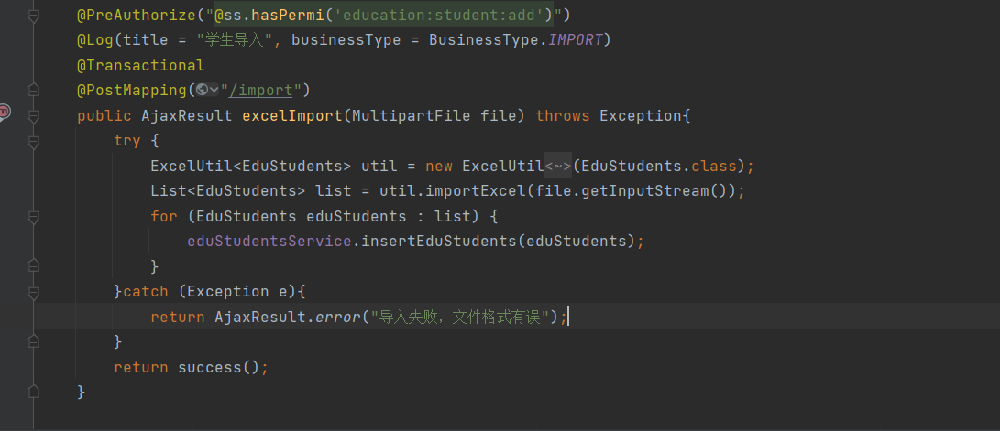 @PreAuthorize("@ss.hasPermi('education:student:add')")
@Log(title = "学生导入", businessType = BusinessType.IMPORT)
@Transactional
@PostMapping("/import")
public AjaxResult excelImport(MultipartFile file) throws Exception{
try {
ExcelUtil<EduStudents> util = new ExcelUtil<~>(EduStudents.class);
List<EduStudents> list = util.importExcel(file.getInputStream());
for (EduStudents eduStudents : list) {
eduStudentsService.insertEduStudents(eduStudents);
}
}catch (Exception e){
return AjaxResult.error("导入失败，文件格式有误");
}
return success();
}